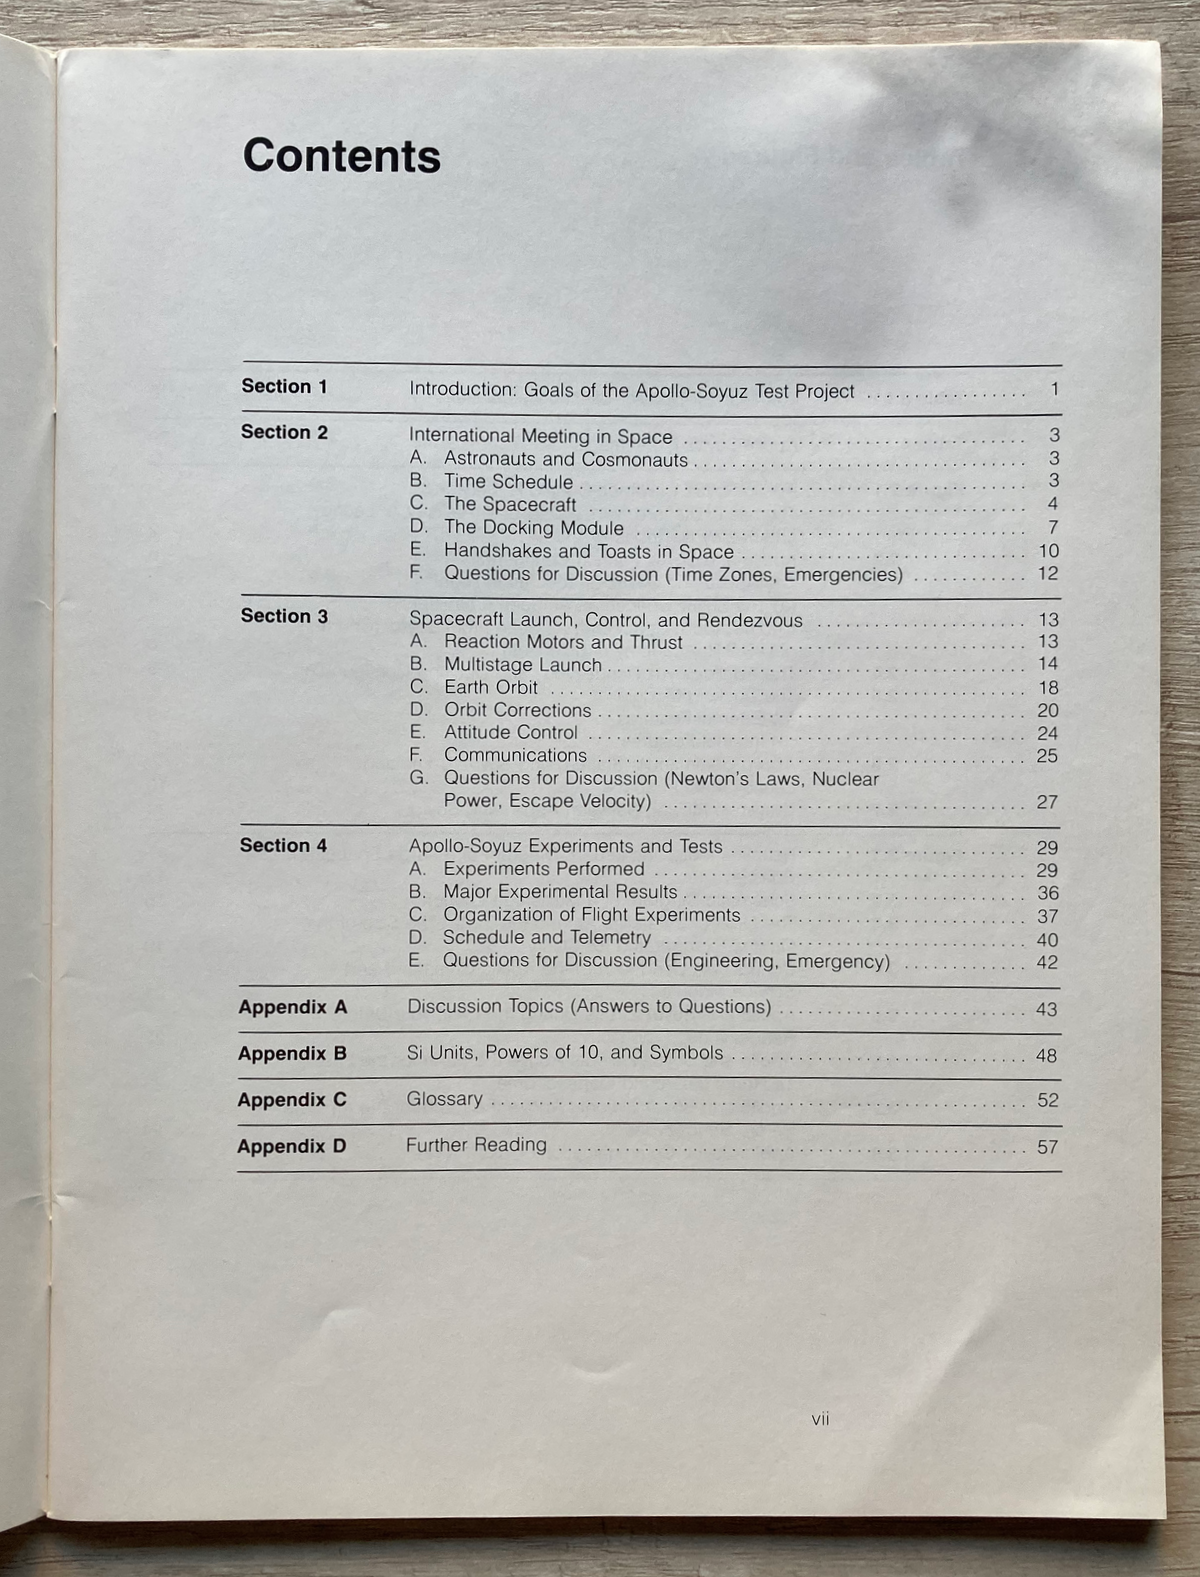 Contents
Section 1 Introduction: Goals of the Apollo-Soyuz Test Project ................. 1
Section 2 International Meeting in Space .................................... 3
A. Astronauts and Cosmonauts .................................... 3
B. Time Schedule ................................................ 3
C. The Spacecraft ............................................... 4
D. The Docking Module .......................................... 7
E. Handshakes and Toasts in Space .............................. 10
F. Questions for Discussion (Time Zones, Emergencies) ............ 12
Section 3 Spacecraft Launch, Control, and Rendezvous ...................... 13
A. Reaction Motors and Thrust ................................... 13
B. Multistage Launch ............................................ 14
C. Earth Orbit .................................................. 18
D. Orbit Corrections ............................................. 20
E. Attitude Control .............................................. 24
F. Communications .............................................. 25
G. Questions for Discussion (Newton's Laws, Nuclear
Power, Escape Velocity) ....................................... 27
Section 4 Apollo-Soyuz Experiments and Tests ............................... 29
A. Experiments Performed ........................................ 29
B. Major Experimental Results .................................... 36
C. Organization of Flight Experiments .............................. 37
D. Schedule and Telemetry ....................................... 40
E. Questions for Discussion (Engineering, Emergency) ............. 42
Appendix A Discussion Topics (Answers to Questions) .......................... 43
Appendix B Si Units, Powers of 10, and Symbols ............................... 48
Appendix C Glossary ......................................................... 52
Appendix D Further Reading .................................................. 57
vii